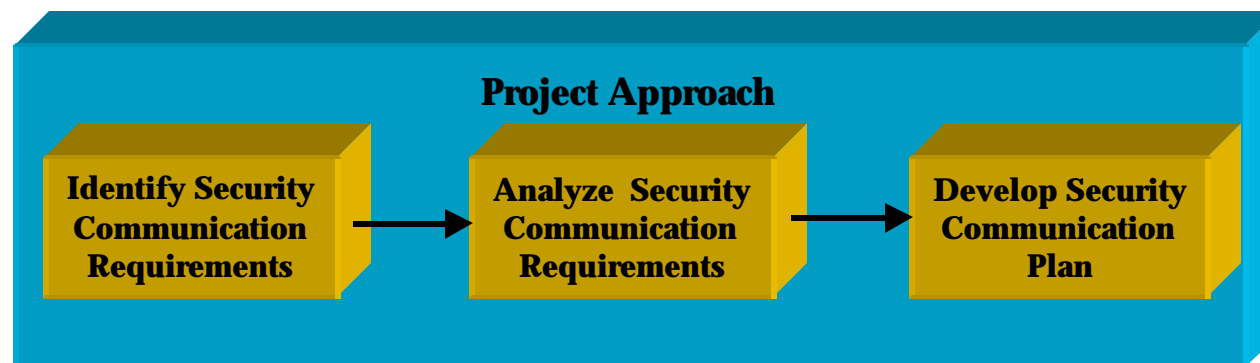 Project Approach
Identify Security
Communication
Requirements
Analyze Security
Communication
Requirements
Develop Security
Communication
Plan